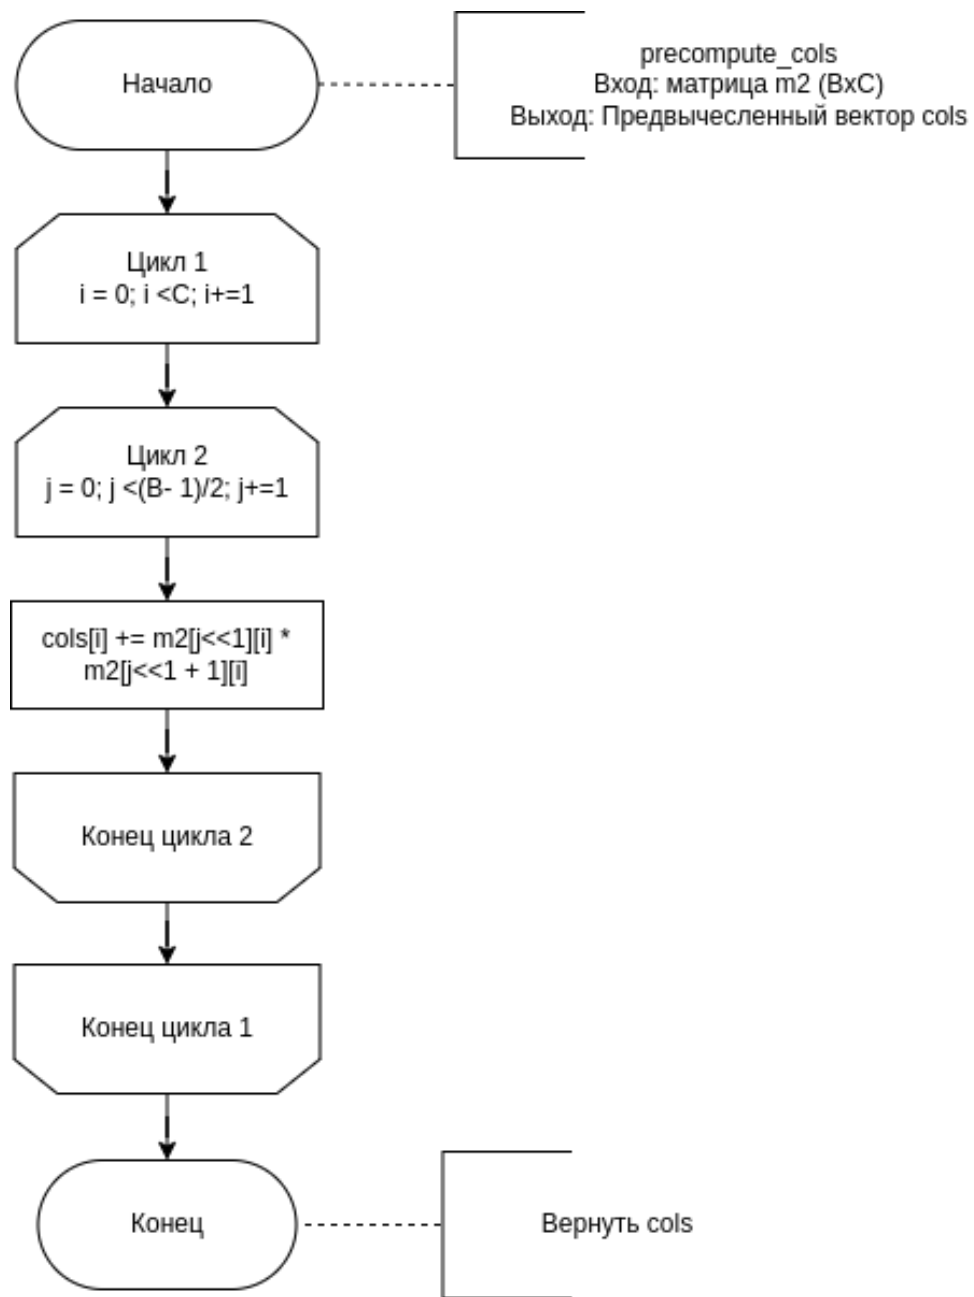 Начало
precompute_cols
Вход: матрица m2 (BxC)
Выход: Предвычесленный вектор cols
Цикл 1
i = 0; i <C; i+=1
Цикл 2
j = 0; j <(B- 1)/2; j+=1
cols[i] += m2[j<<1][i] *
m2[j<<1 + 1][i]
Конец цикла 2
Конец цикла 1
Конец
Вернуть cols